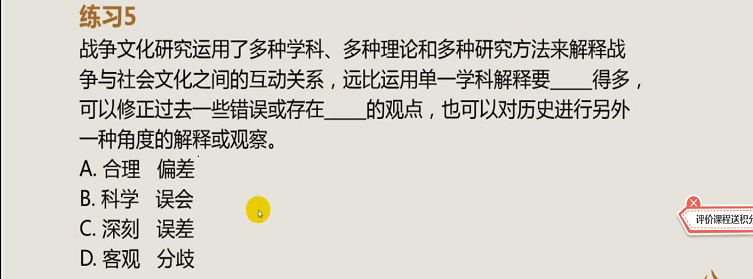 练习5
战争文化研究运用了多种学科、多种理论和多种研究方法来解释战
争与社会文化之间的互动关系，远比运用单一学科解释要____得多，
可以修正过去一些错误或存在____的观点，也可以对历史进行另外
一种角度的解释或观察。
A. 合理 偏差
B. 科学 误会
C. 深刻 误差
D. 客观 分歧
评价课程送积分